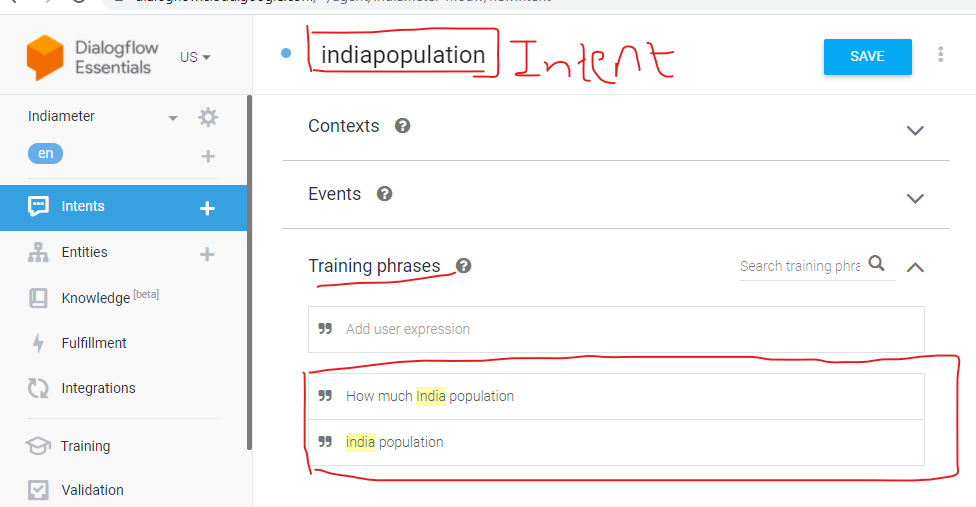 Dialogflow
Essentials
US
indiapopulation
Intent
SAVE
Indiameter
en
Contexts
Events
Intents
Entities
Training phrases
Search training phra
Knowledge [beta]
Add user expression
Fulfillment
Integrations
How much India population
india population
Training
Validation